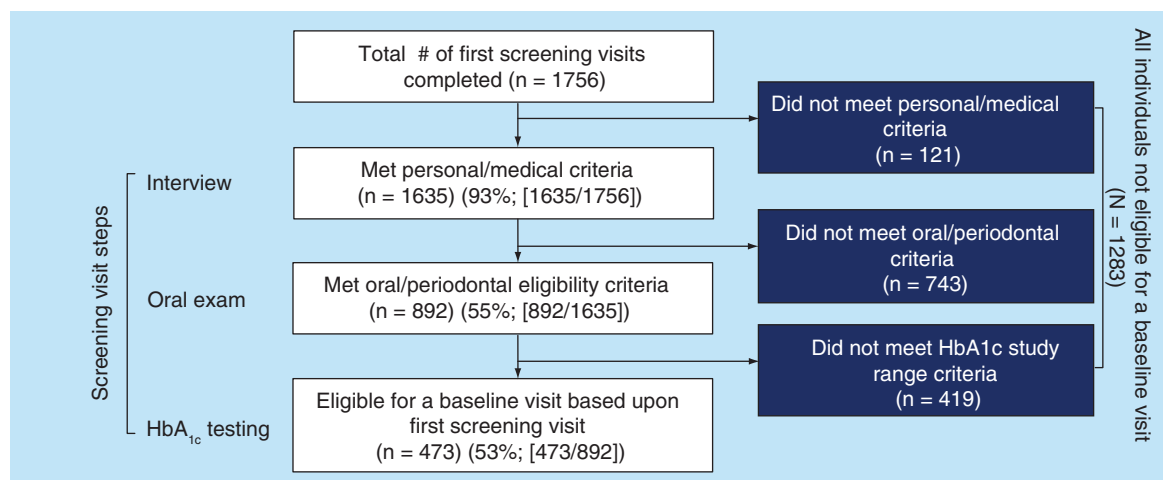 Total # of first screening visits
completed (n = 1756)
Did not meet personal/medical
criteria
(n = 121)
Screening visit steps
Interview
Met personal/medical criteria
(n = 1635) (93%; [1635/1756])
Did not meet oral/periodontal
criteria
(n = 743)
Oral exam
Met oral/periodontal eligibility criteria
(n = 892) (55%; [892/1635])
Did not meet HbA1c study
range criteria
(n = 419)
HbA1c testing
Eligible for a baseline visit based upon
first screening visit
(n = 473) (53%; [473/892])
All individuals not eligible for a baseline visit
(N = 1283)